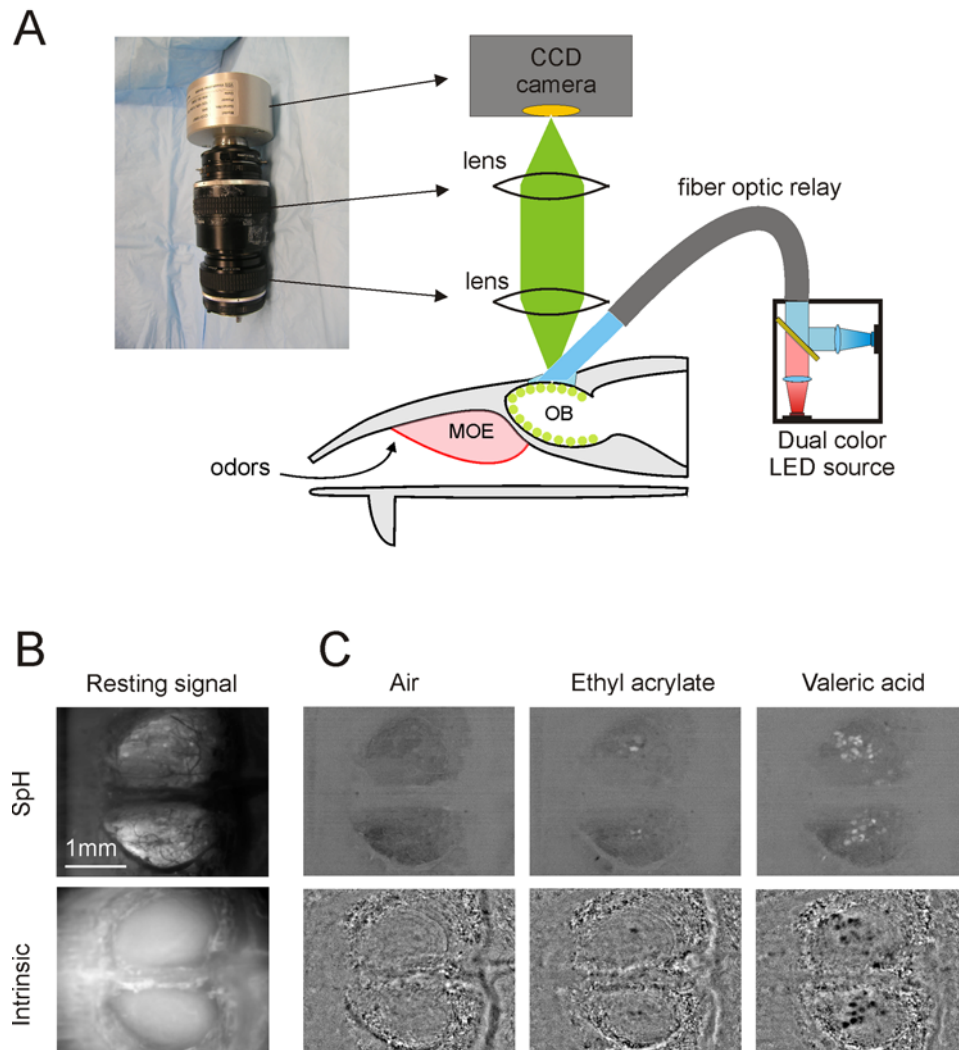 A
CCD
camera
lens
fiber optic relay
lens
OB
MOE
odors
Dual color
LED source
B
C
Resting signal
Air
Ethyl acrylate
Valeric acid
SpH
1mm
Intrinsic